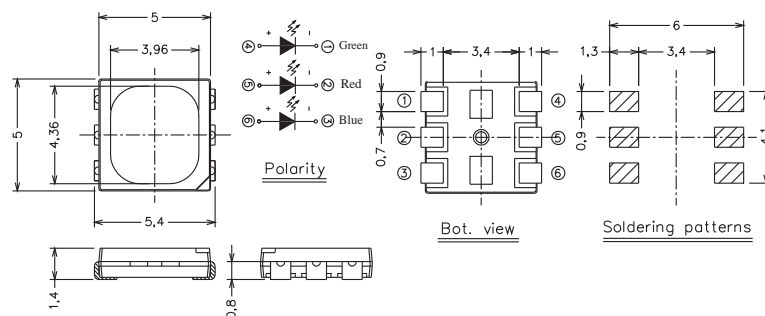 5
3,96
5
4,36
5,4
④ + - ① Green
⑤ + - ② Red
⑥ + - ③ Blue
Polarity
1 3,4 1
0,9
0,7
① ④
② ⑤
③ ⑥
Bot. view
6
1,3 3,4
0,9
4,1
Soldering patterns
1,4
0,8